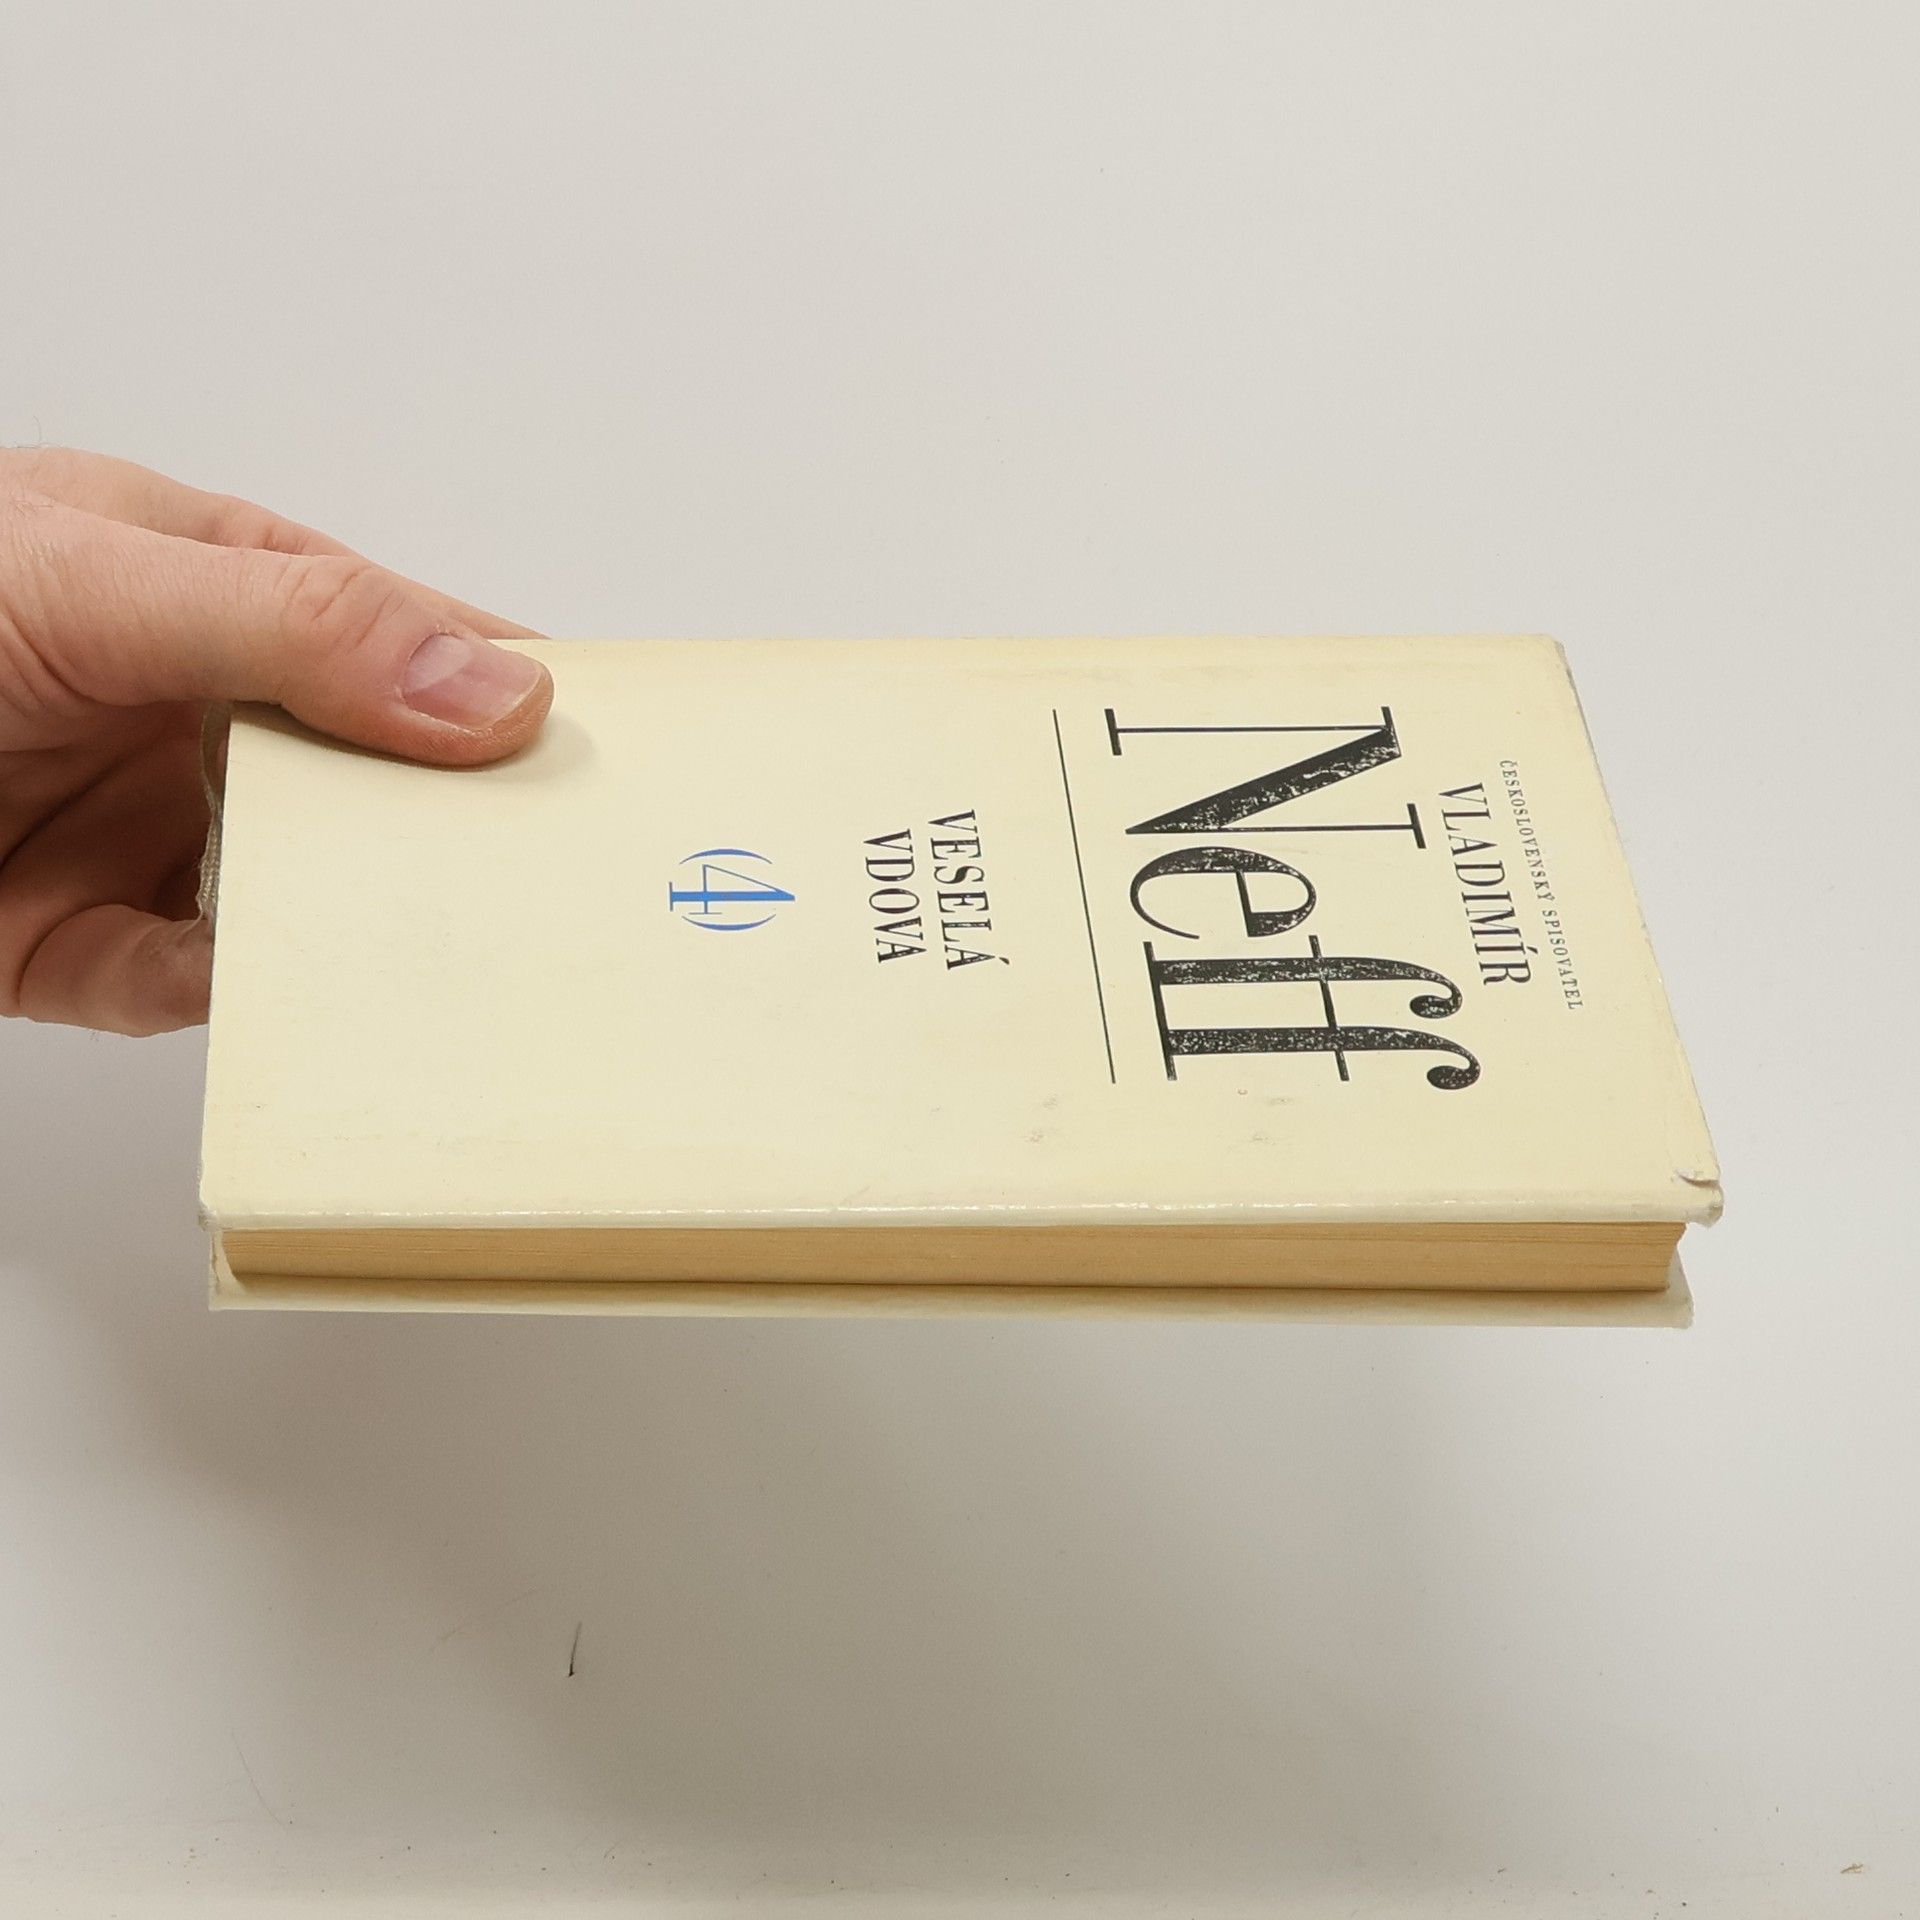 ČESKOSLOVENSKÝ SPISOVATEL
VLADIMÍR
Neff
VESELÁ
VDOVA
(4)